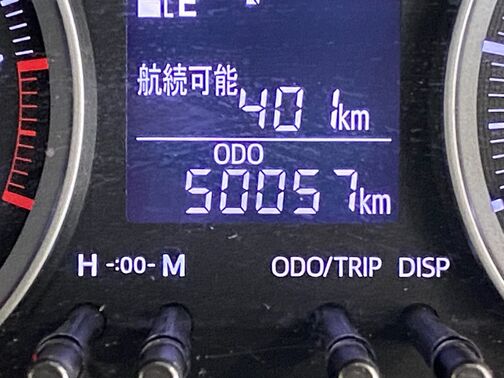 E
航続可能
401km
ODO
50057km
H -:00- M ODO/TRIP DISP